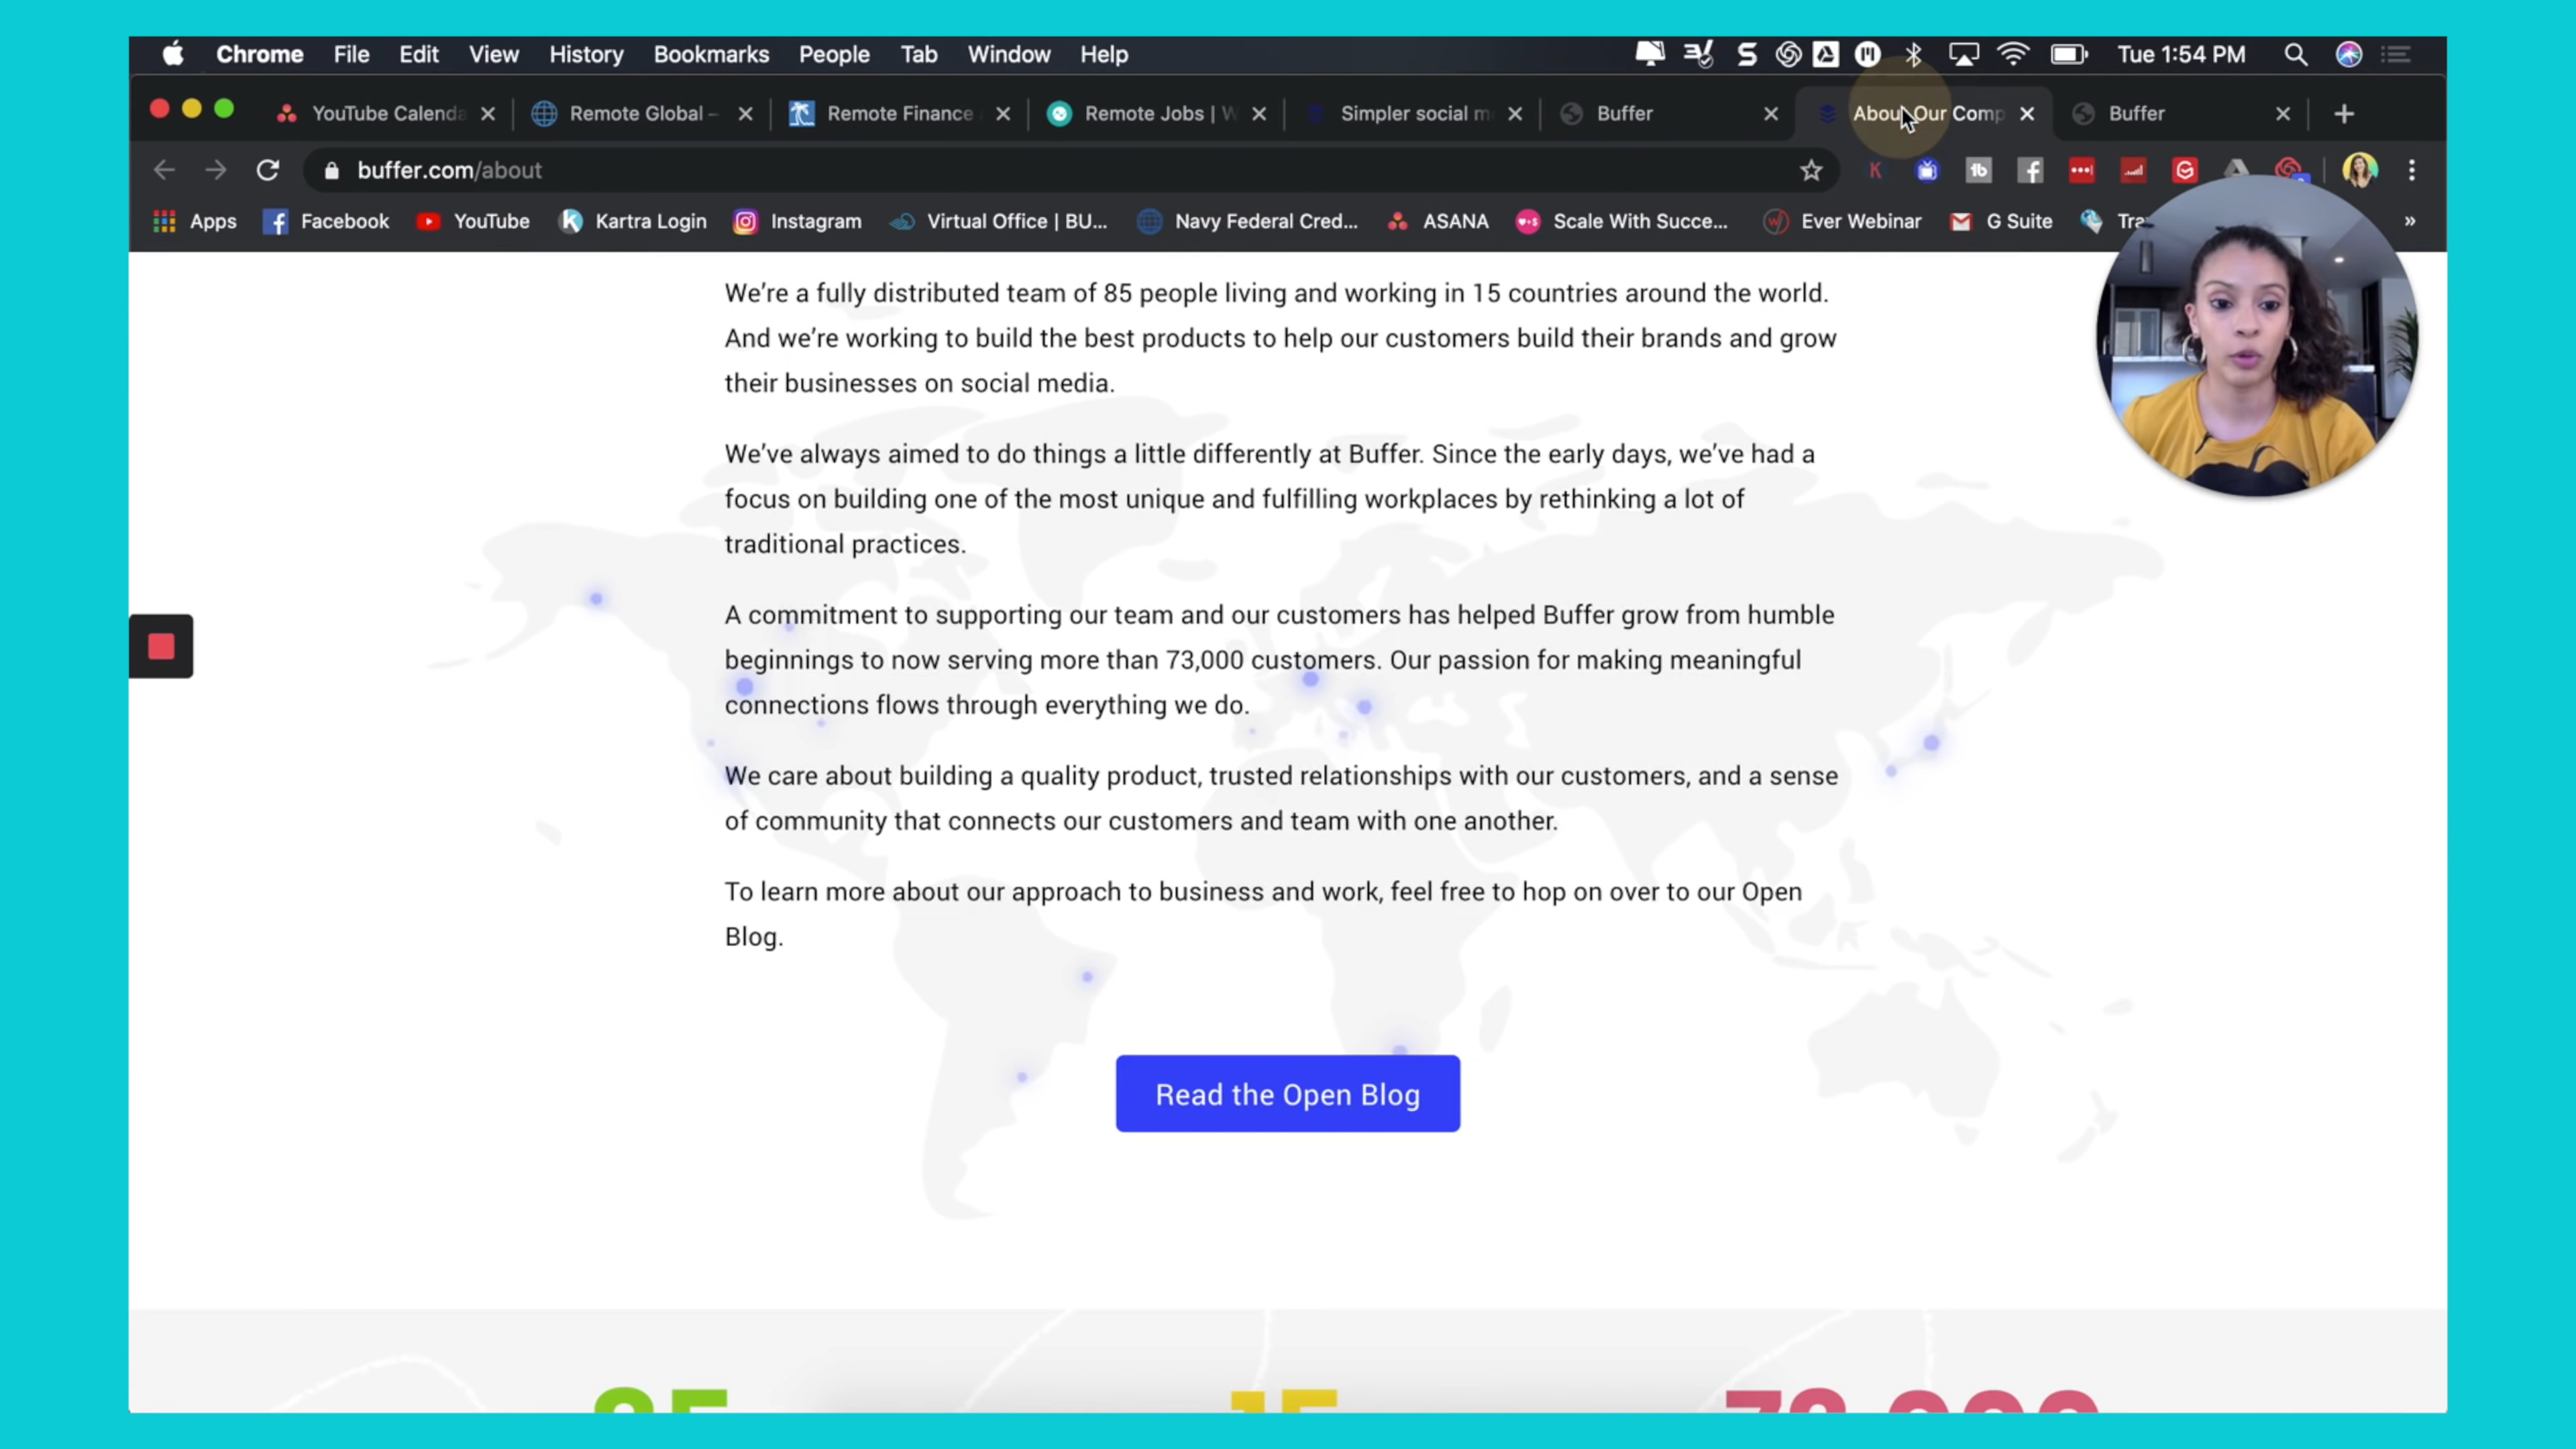 Chrome File Edit View History Bookmarks People Tab Window Help Tue 1:54 PM
YouTube Calenda Remote Global – Remote Finance Remote Jobs | W Simpler social m Buffer About Our Comp Buffer
buffer.com/about
Apps Facebook YouTube Kartra Login Instagram Virtual Office | BU... Navy Federal Cred... ASANA Scale With Succe... Ever Webinar G Suite Tra
We're a fully distributed team of 85 people living and working in 15 countries around the world.
And we're working to build the best products to help our customers build their brands and grow
their businesses on social media.
We've always aimed to do things a little differently at Buffer. Since the early days, we've had a
focus on building one of the most unique and fulfilling workplaces by rethinking a lot of
traditional practices.
A commitment to supporting our team and our customers has helped Buffer grow from humble
beginnings to now serving more than 73,000 customers. Our passion for making meaningful
connections flows through everything we do.
We care about building a quality product, trusted relationships with our customers, and a sense
of community that connects our customers and team with one another.
To learn more about our approach to business and work, feel free to hop on over to our Open
Blog.
Read the Open Blog
85 15 73,000